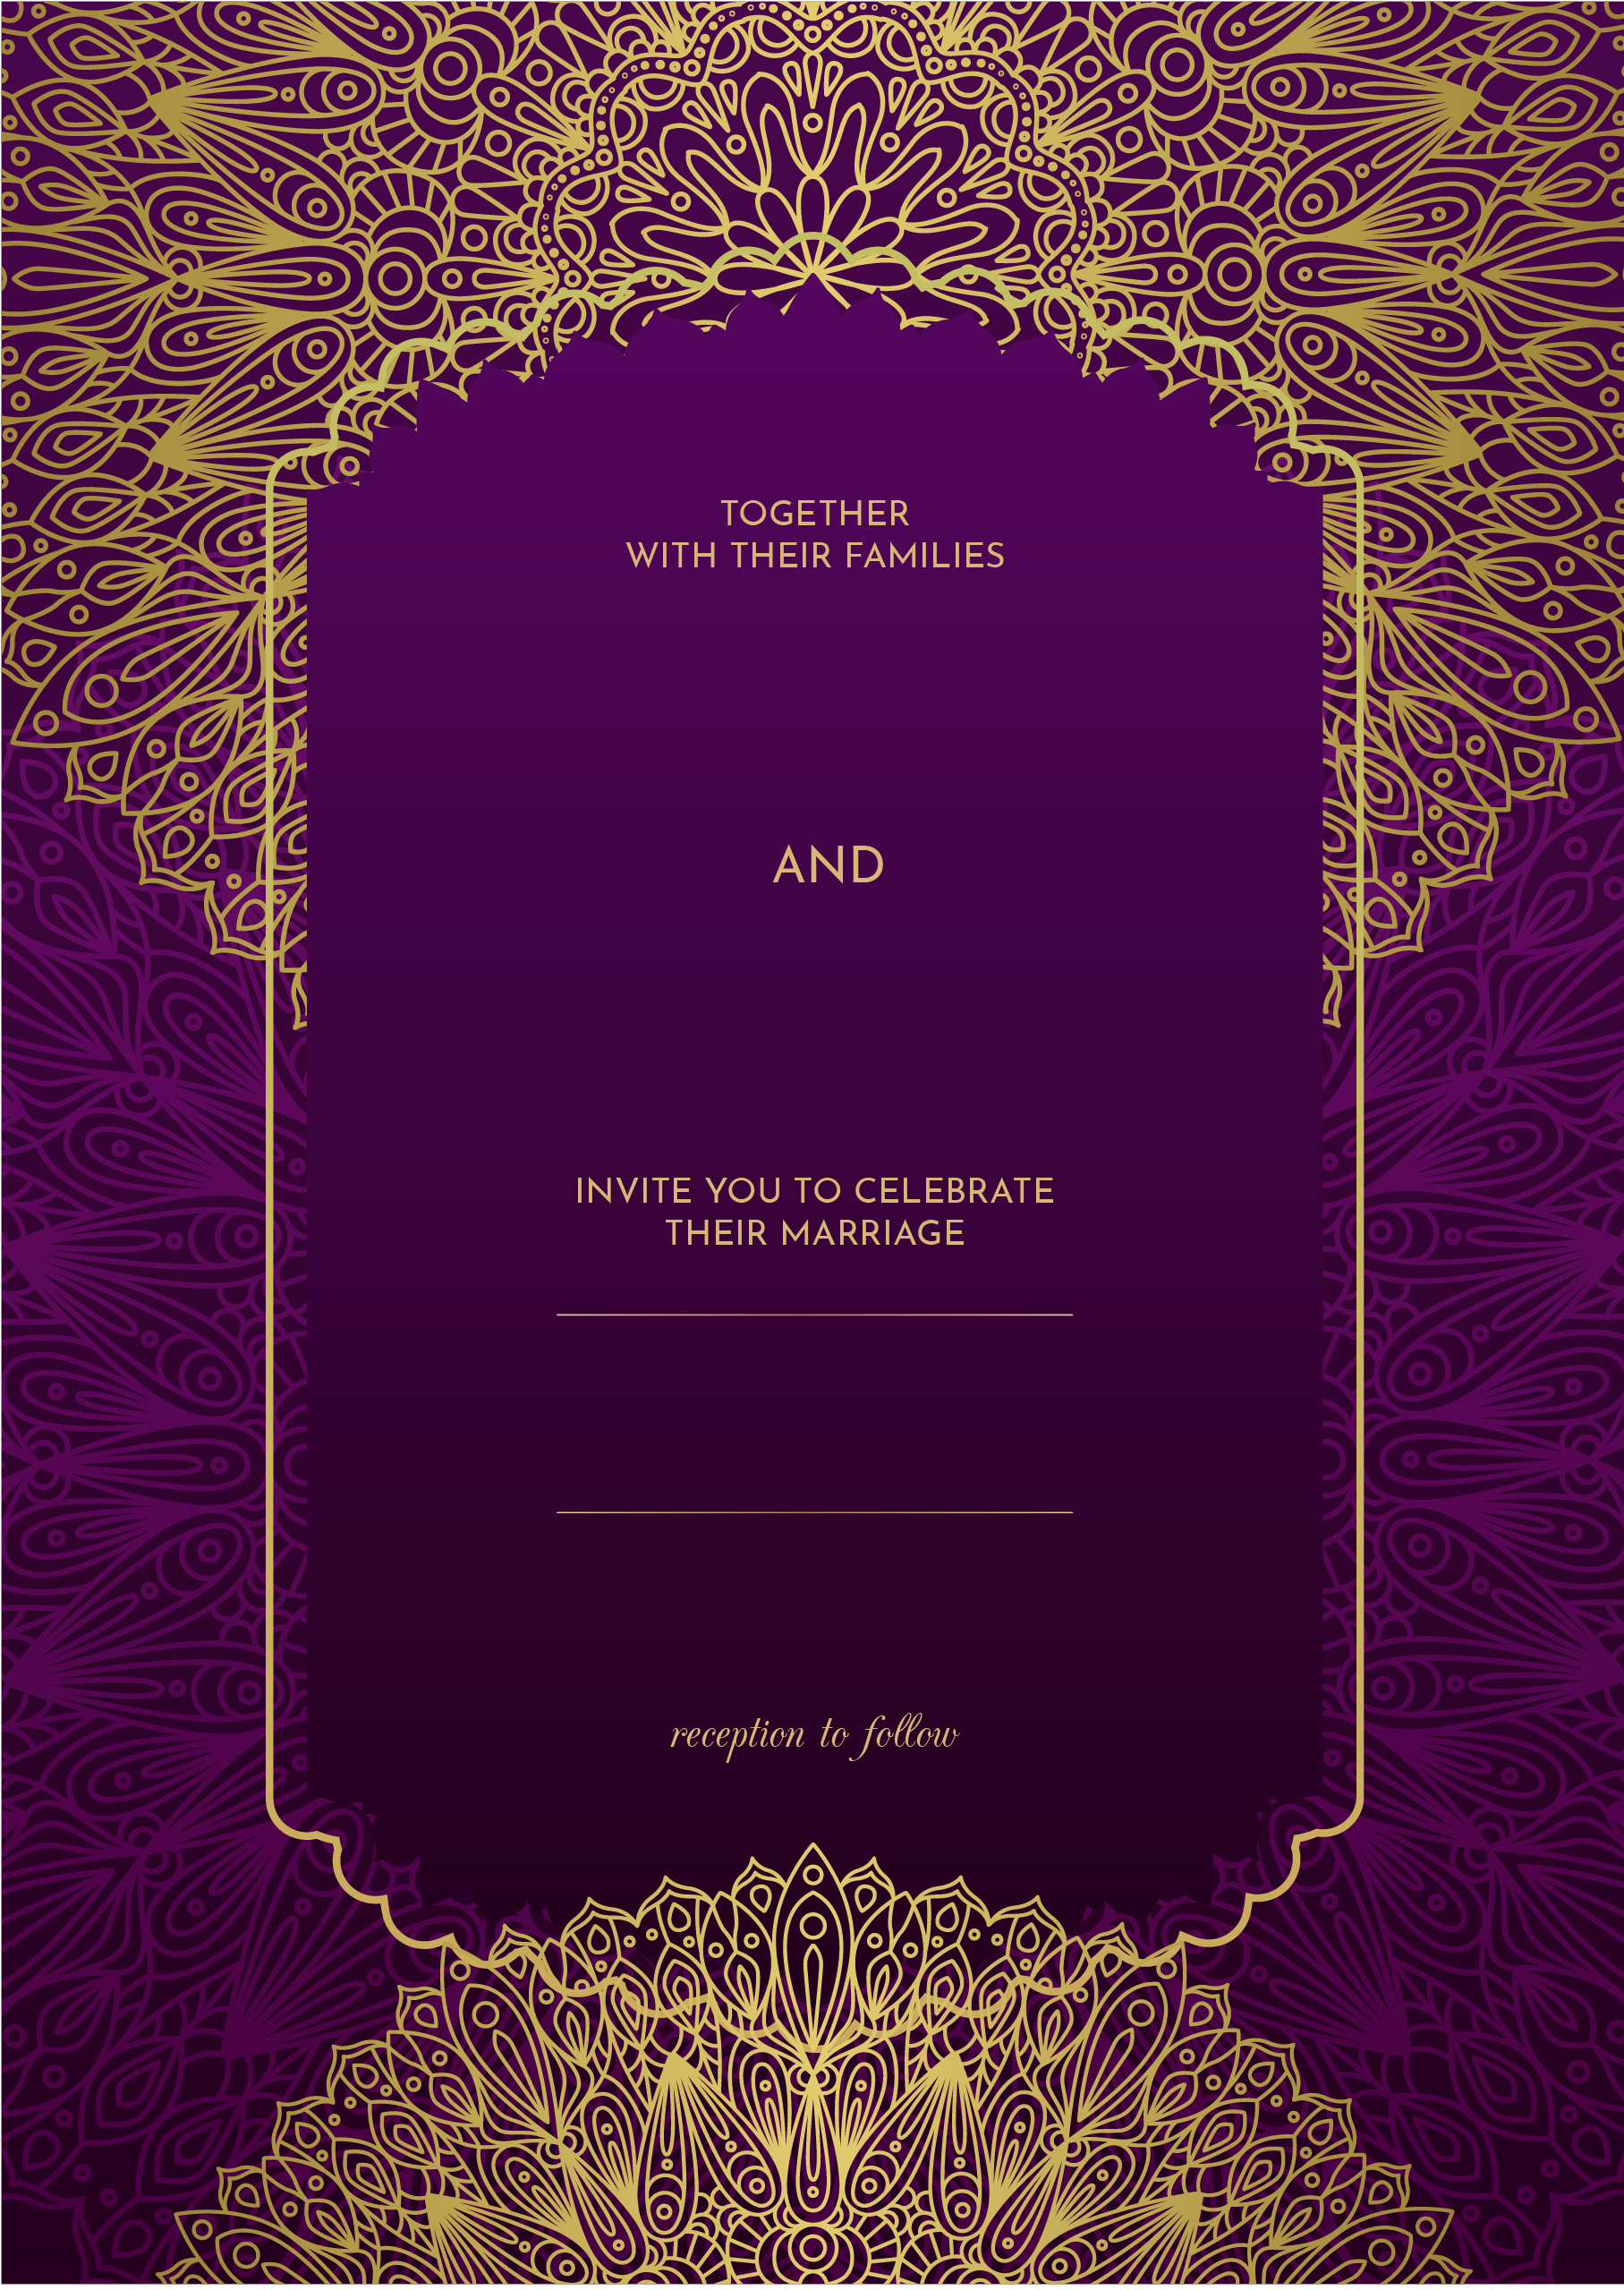 TOGETHER
WITH THEIR FAMILIES
AND
INVITE YOU TO CELEBRATE
THEIR MARRIAGE
reception to follow